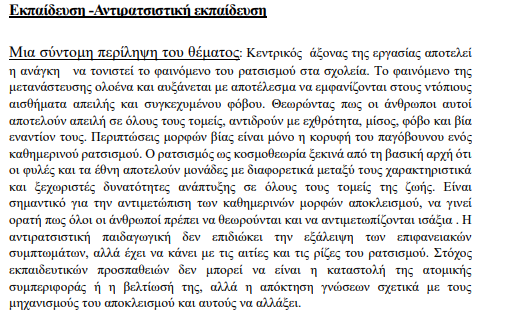 Εκπαίδευση -Αντιρατσιστική εκπαίδευση
Μια σύντομη περίληψη του θέματος: Κεντρικός άξονας της εργασίας αποτελεί
η ανάγκη να τονιστεί το φαινόμενο του ρατσισμού στα σχολεία. Το φαινόμενο της
μετανάστευσης ολοένα και αυξάνεται με αποτέλεσμα να εμφανίζονται στους ντόπιους
αισθήματα απειλής και συγκεχυμένου φόβου. Θεωρώντας πως οι άνθρωποι αυτοί
αποτελούν απειλή σε όλους τους τομείς, αντιδρούν με εχθρότητα, μίσος, φόβο και βία
εναντίον τους. Περιπτώσεις μορφών βίας είναι μόνο η κορυφή του παγόβουνου ενός
καθημερινού ρατσισμού. Ο ρατσισμός ως κοσμοθεωρία ξεκινά από τη βασική αρχή ότι
οι φυλές και τα έθνη αποτελούν μονάδες με διαφορετικά μεταξύ τους χαρακτηριστικά
και ξεχωριστές δυνατότητες ανάπτυξης σε όλους τους τομείς της ζωής. Είναι
σημαντικό για την αντιμετώπιση των καθημερινών μορφών αποκλεισμού, να γίνει
ορατή πως όλοι οι άνθρωποί πρέπει να θεωρούνται και να αντιμετωπίζονται ισάξια . Η
αντιρατσιστική παιδαγωγική δεν επιδιώκει την εξάλειψη των επιφανειακών
συμπτωμάτων, αλλά έχει να κάνει με τις αιτίες και τις ρίζες του ρατσισμού. Στόχος
εκπαιδευτικών προσπαθειών δεν μπορεί να είναι η καταστολή της ατομικής
συμπεριφοράς ή η βελτίωσή της, αλλά η απόκτηση γνώσεων σχετικά με τους
μηχανισμούς του αποκλεισμού και αυτούς να αλλάξει.